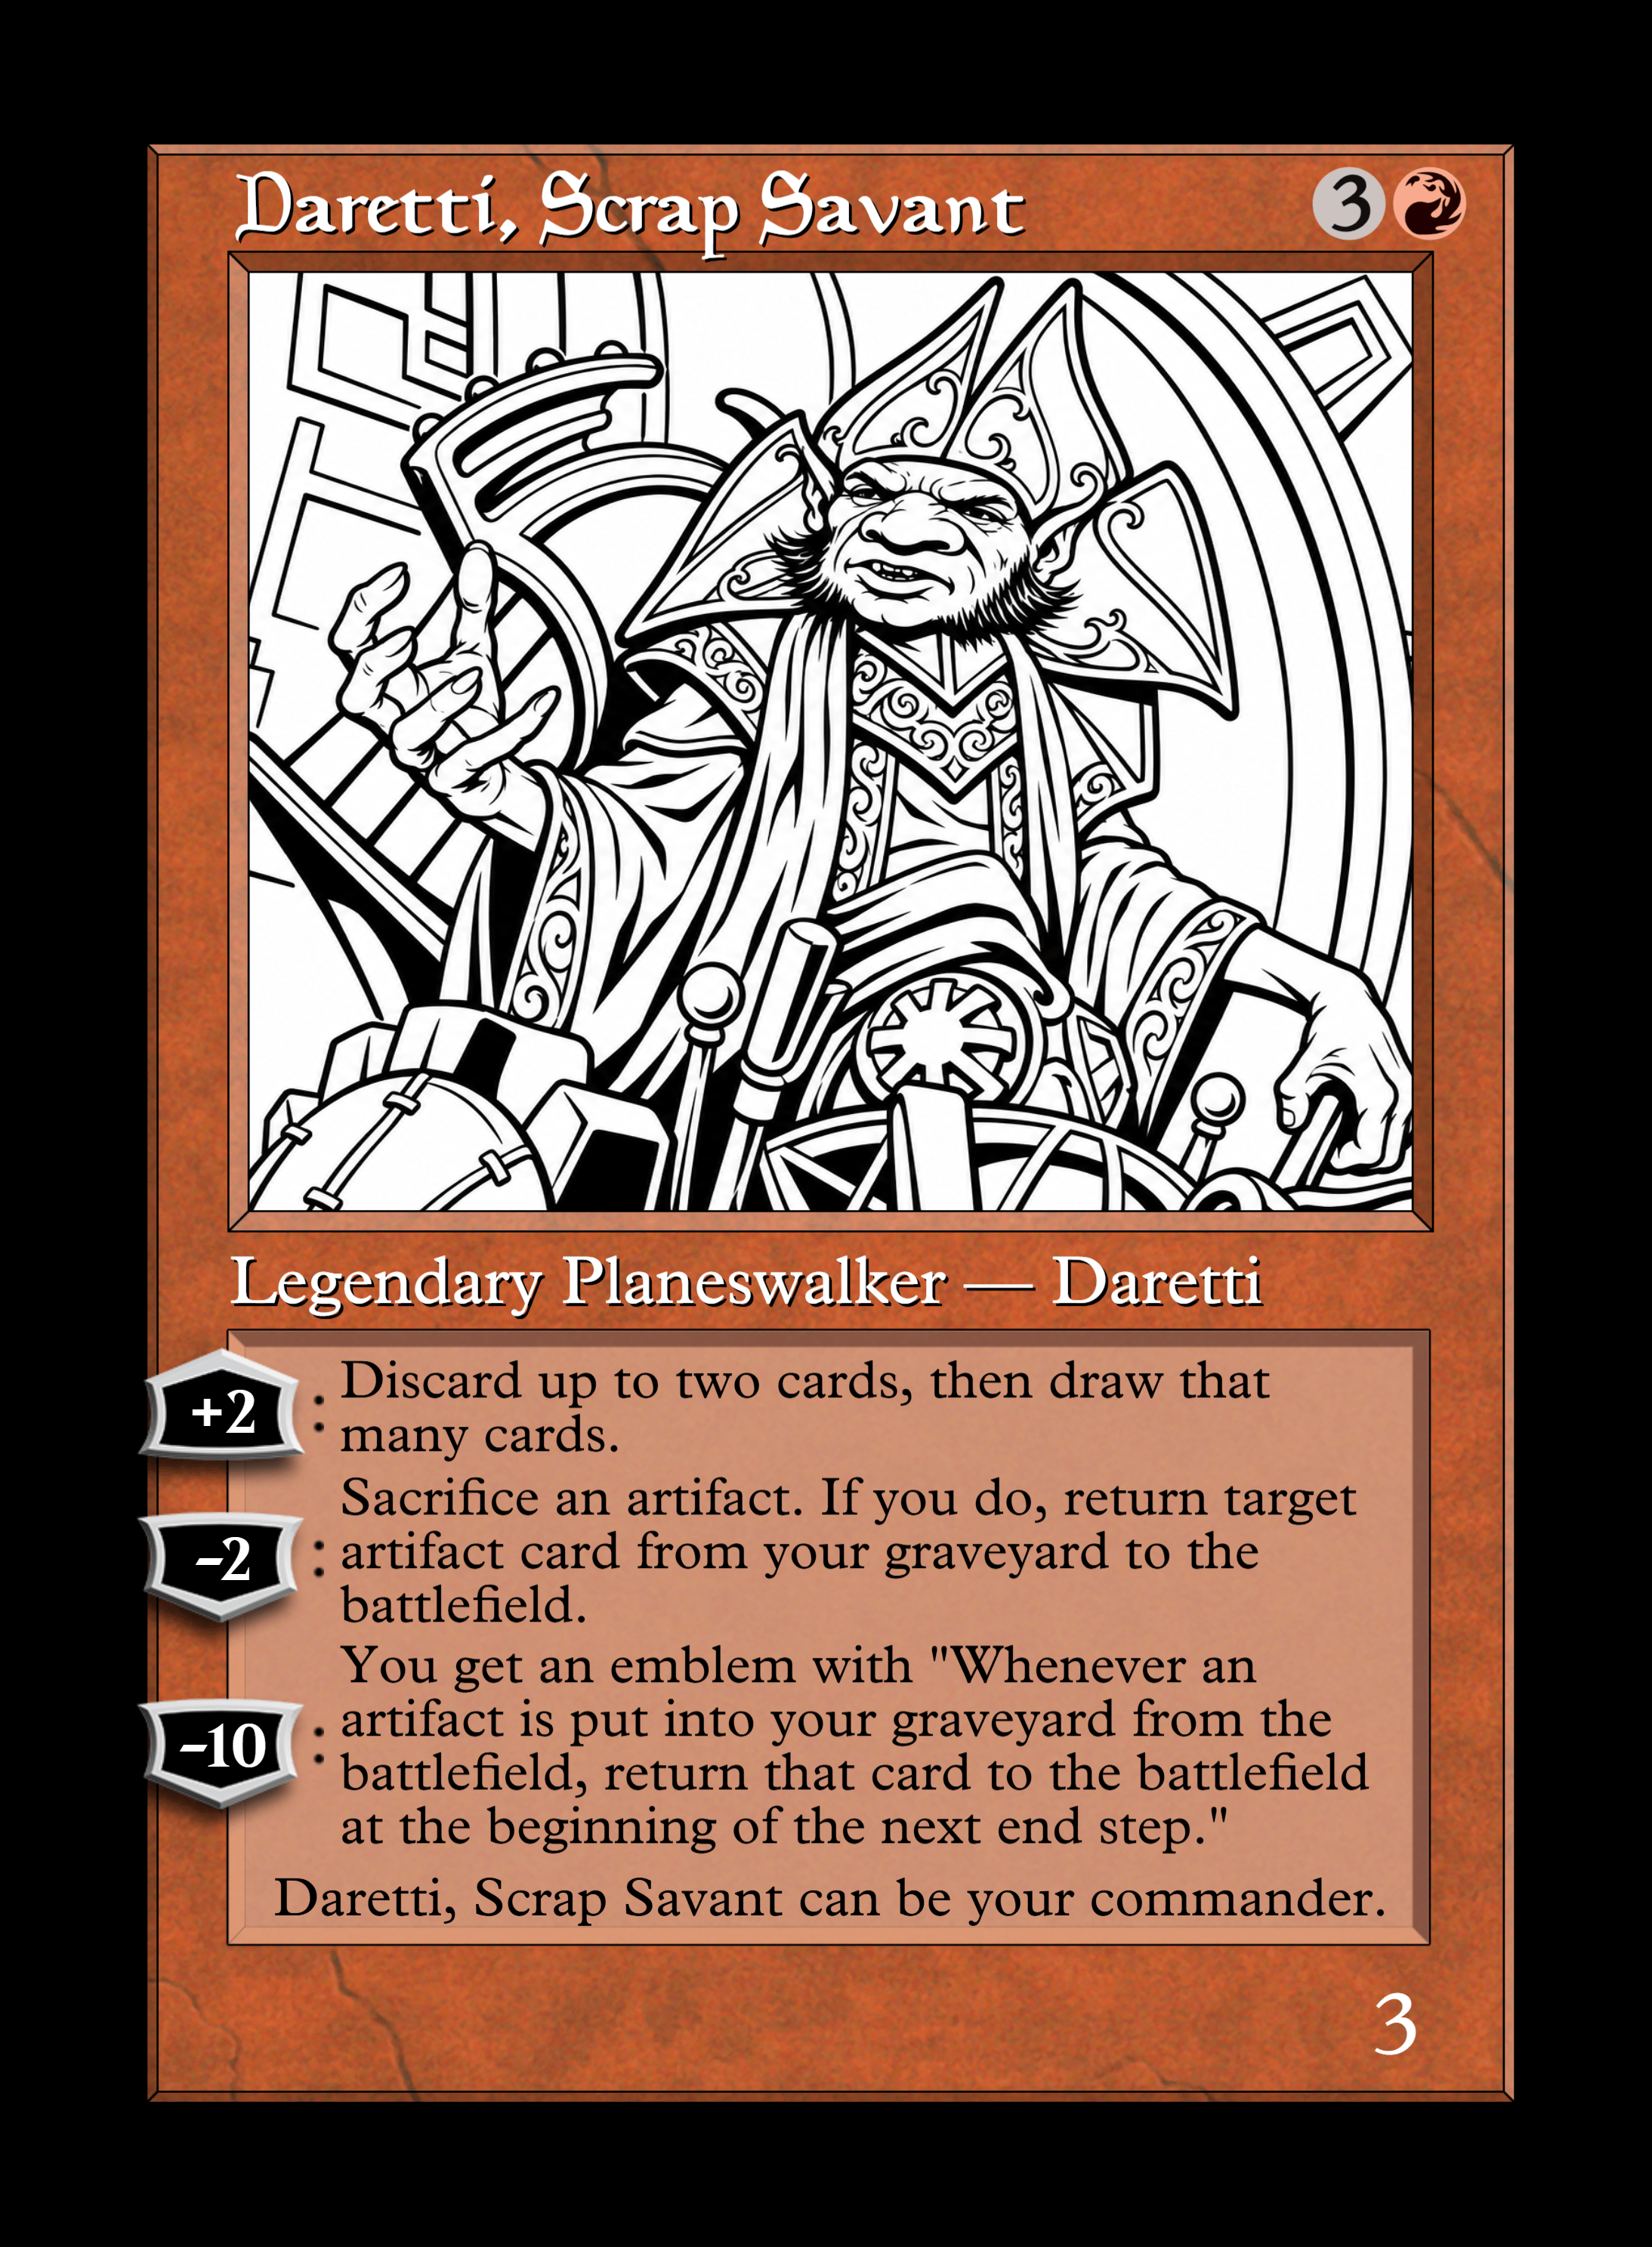 Daretti, Scrap Savant 3
Legendary Planeswalker — Daretti
+2 : Discard up to two cards, then draw that
many cards.
Sacrifice an artifact. If you do, return target
-2 : artifact card from your graveyard to the
battlefield.
You get an emblem with "Whenever an
-10 : artifact is put into your graveyard from the
battlefield, return that card to the battlefield
at the beginning of the next end step."
Daretti, Scrap Savant can be your commander.
3